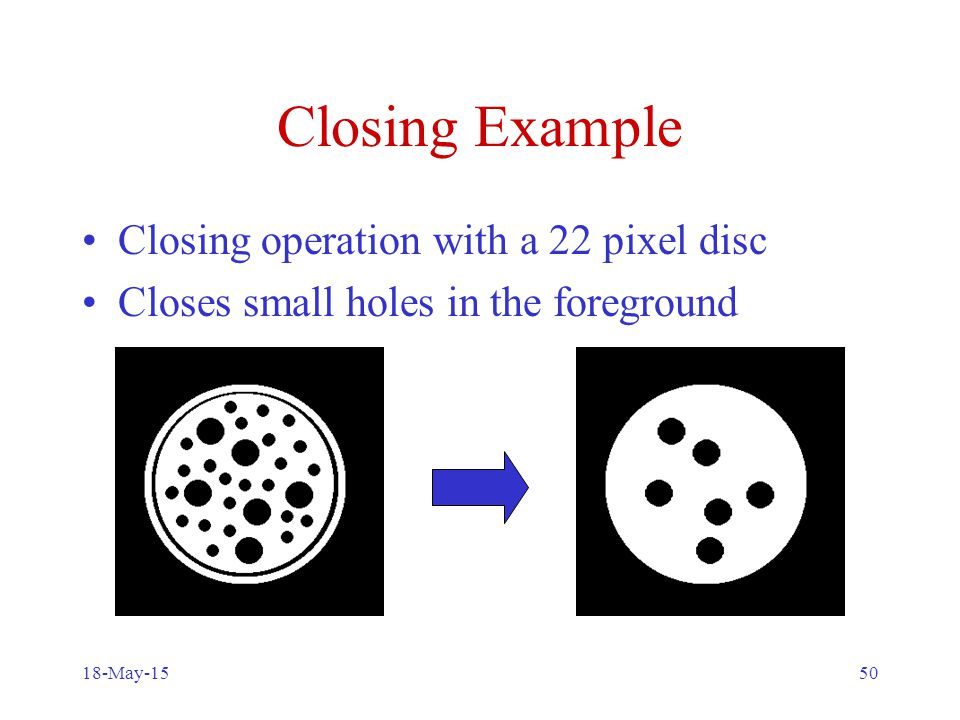 Closing Example
• Closing operation with a 22 pixel disc
• Closes small holes in the foreground
18-May-15
50